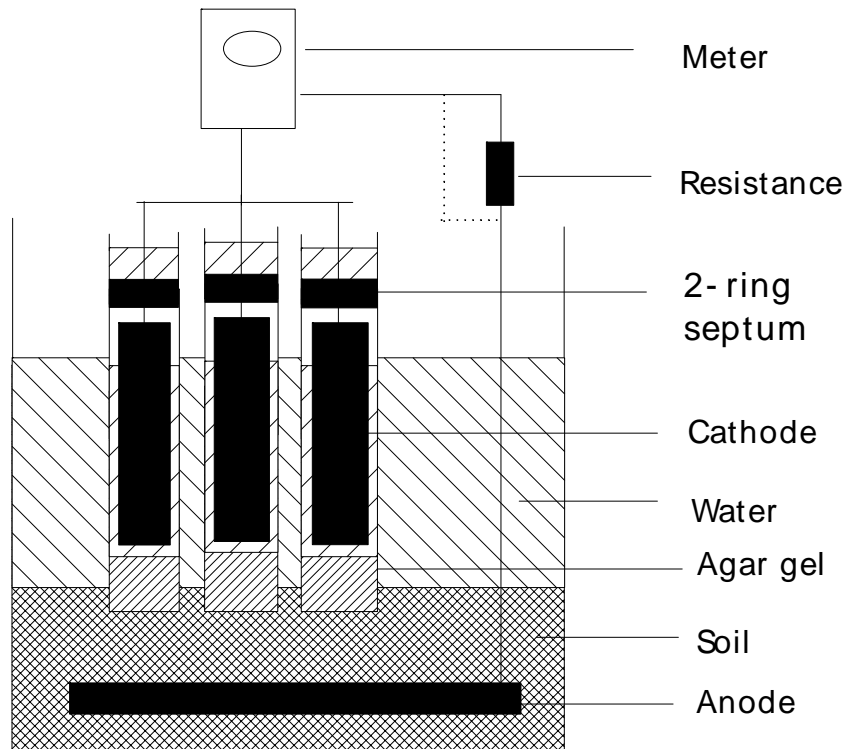 Meter
Resistance
2-ring
septum
Cathode
Water
Agar gel
Soil
Anode